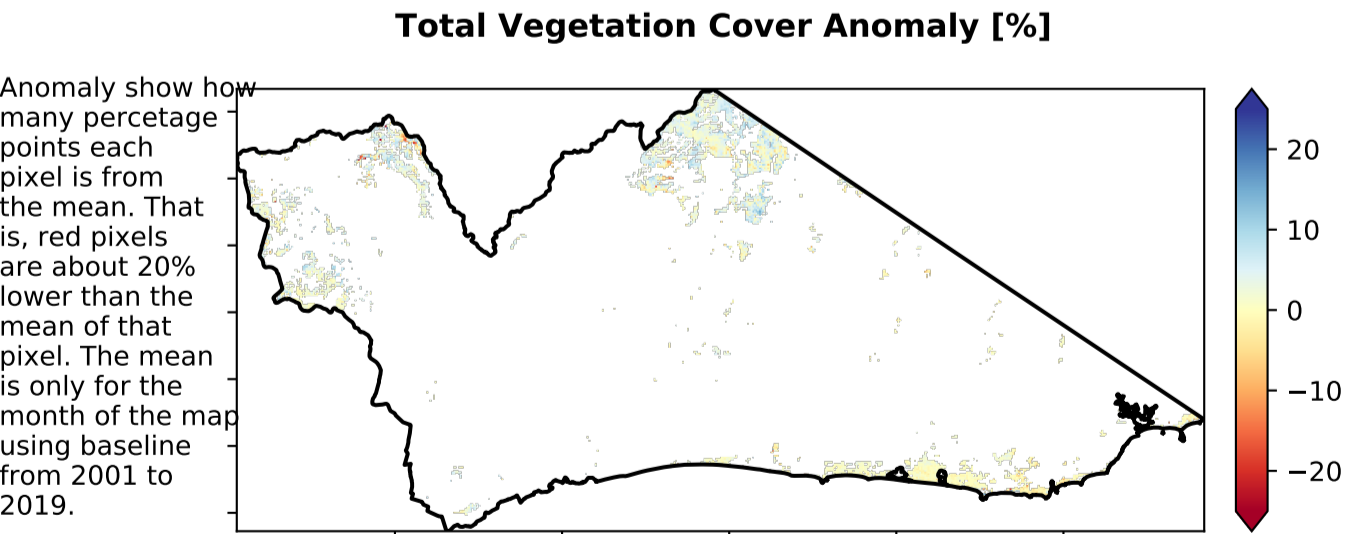 Total Vegetation Cover Anomaly [%]
Anomaly show how
many percetage
points each
pixel is from
the mean. That
is, red pixels
are about 20%
lower than the
mean of that
pixel. The mean
is only for the
month of the map
using baseline
from 2001 to
2019.
20
10
0
−10
−20